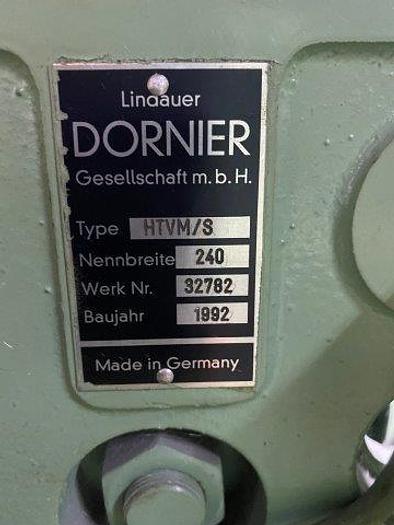 Lindauer
DORNIER
Gesellschaft m.b.H.
Type HTVM/S
Nennbreite 240
Werk Nr. 32782
Baujahr 1992
Made in Germany